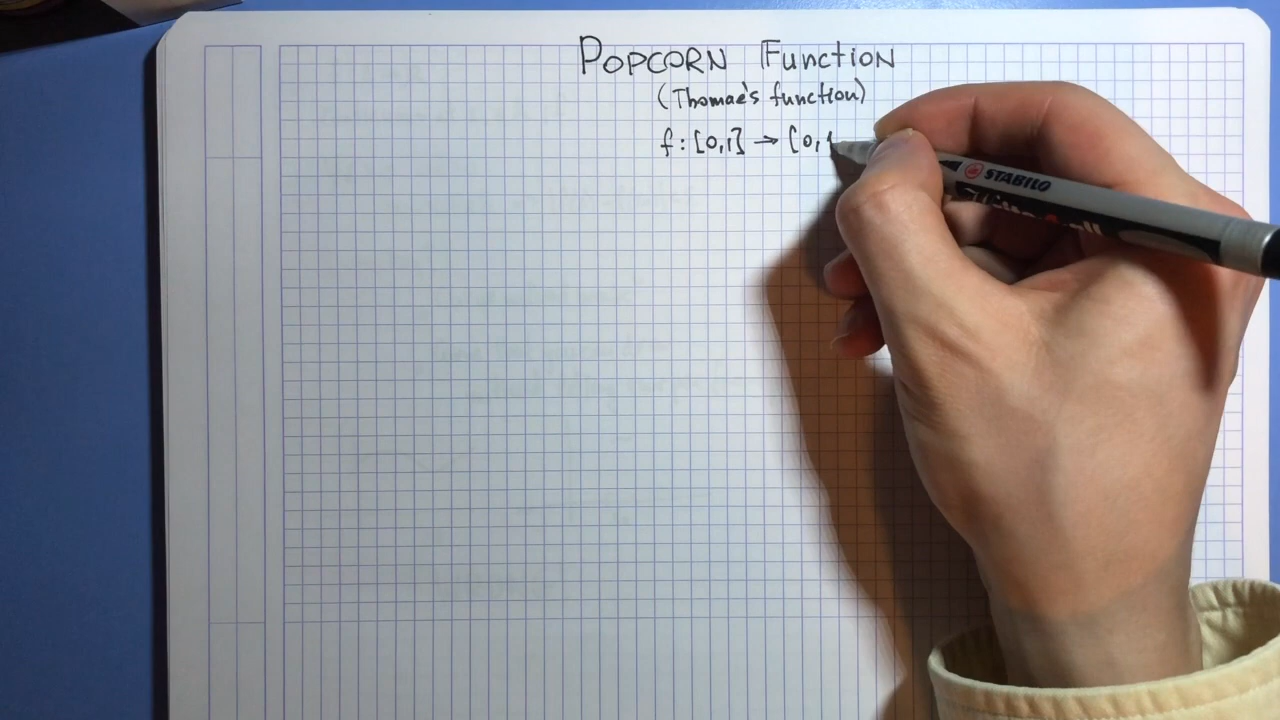 POPCORN Function
(Thomae's function)
f : [0,1] → [0,1
STABILO